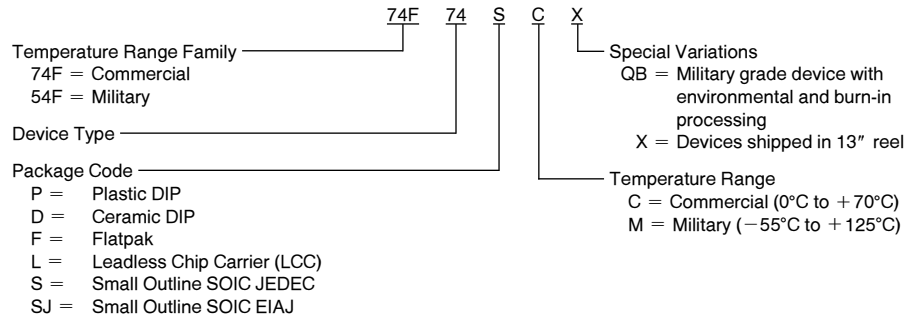 74F 74 S C X
Temperature Range Family
74F = Commercial
54F = Military
Device Type
Package Code
P = Plastic DIP
D = Ceramic DIP
F = Flatpak
L = Leadless Chip Carrier (LCC)
S = Small Outline SOIC JEDEC
SJ = Small Outline SOIC EIAJ
Special Variations
QB = Military grade device with
environmental and burn-in
processing
X = Devices shipped in 13″ reel
Temperature Range
C = Commercial (0°C to +70°C)
M = Military (−55°C to +125°C)